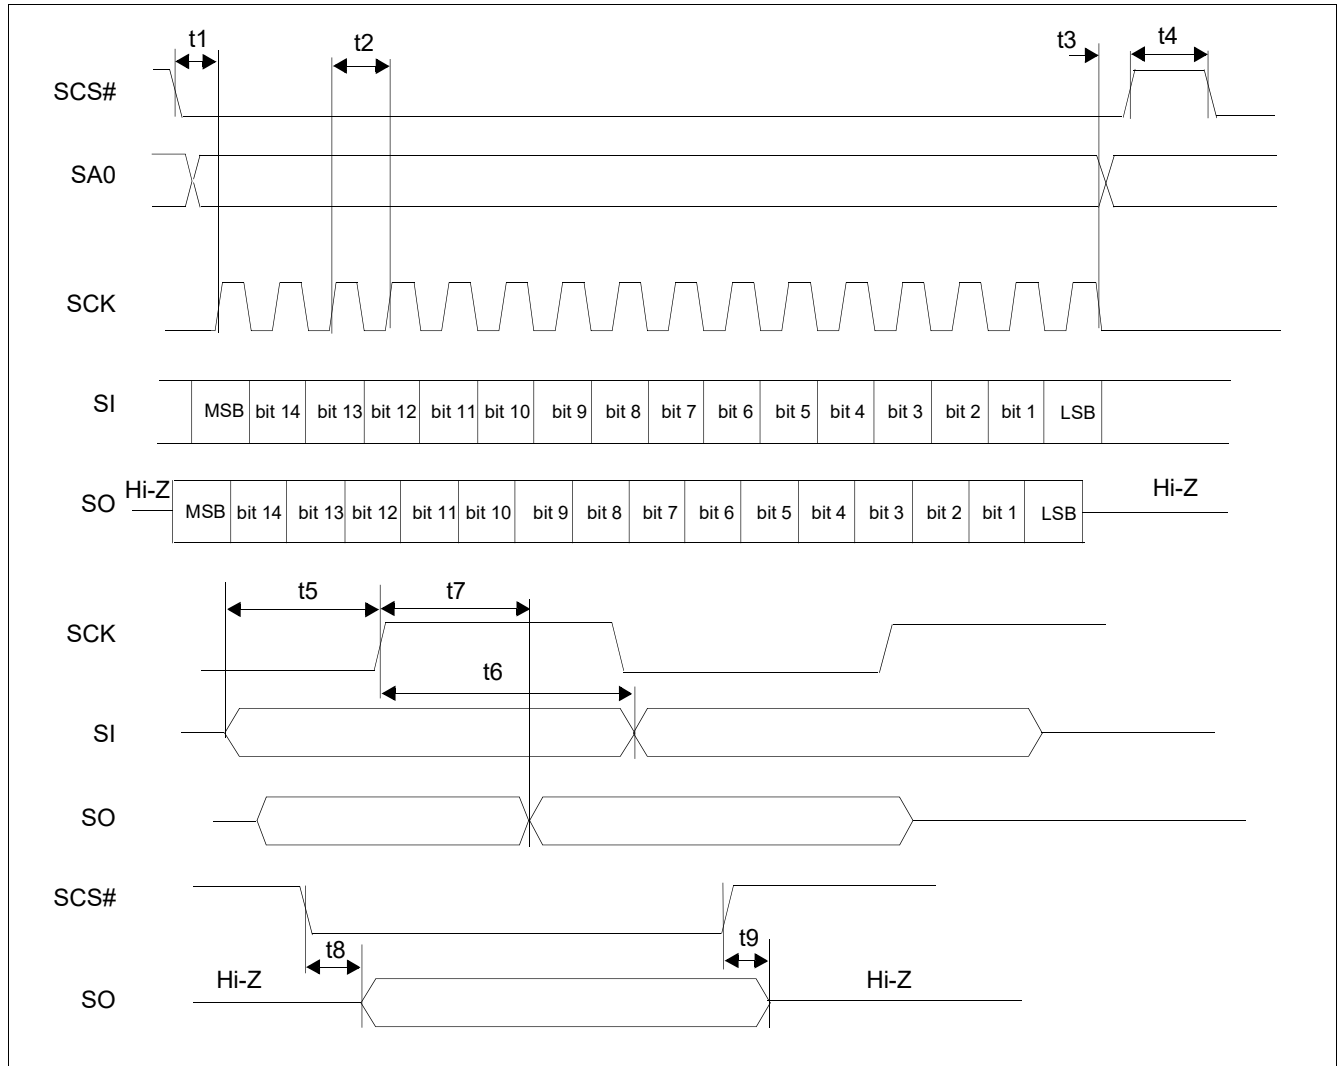 t1 t2 t3 t4
SCS#
SA0
SCK
SI MSB bit 14 bit 13 bit 12 bit 11 bit 10 bit 9 bit 8 bit 7 bit 6 bit 5 bit 4 bit 3 bit 2 bit 1 LSB
Hi-Z Hi-Z
SO MSB bit 14 bit 13 bit 12 bit 11 bit 10 bit 9 bit 8 bit 7 bit 6 bit 5 bit 4 bit 3 bit 2 bit 1 LSB
t5 t7
SCK
t6
SI
SO
SCS#
t8 t9
Hi-Z Hi-Z
SO